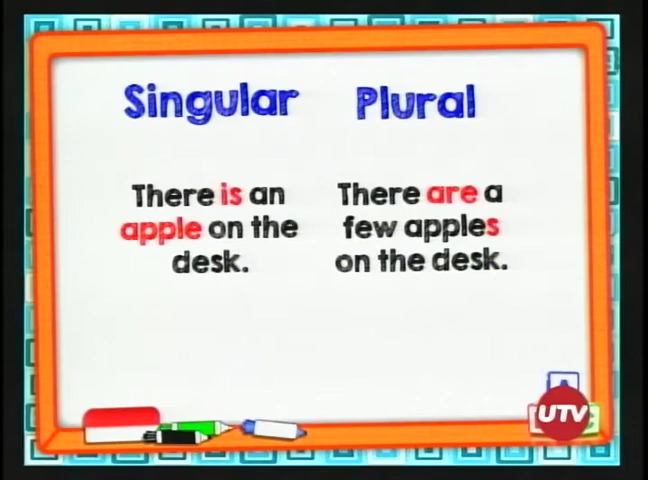 Singular Plural
There is an
apple on the
desk.
There are a
few apples
on the desk.
A
UTV